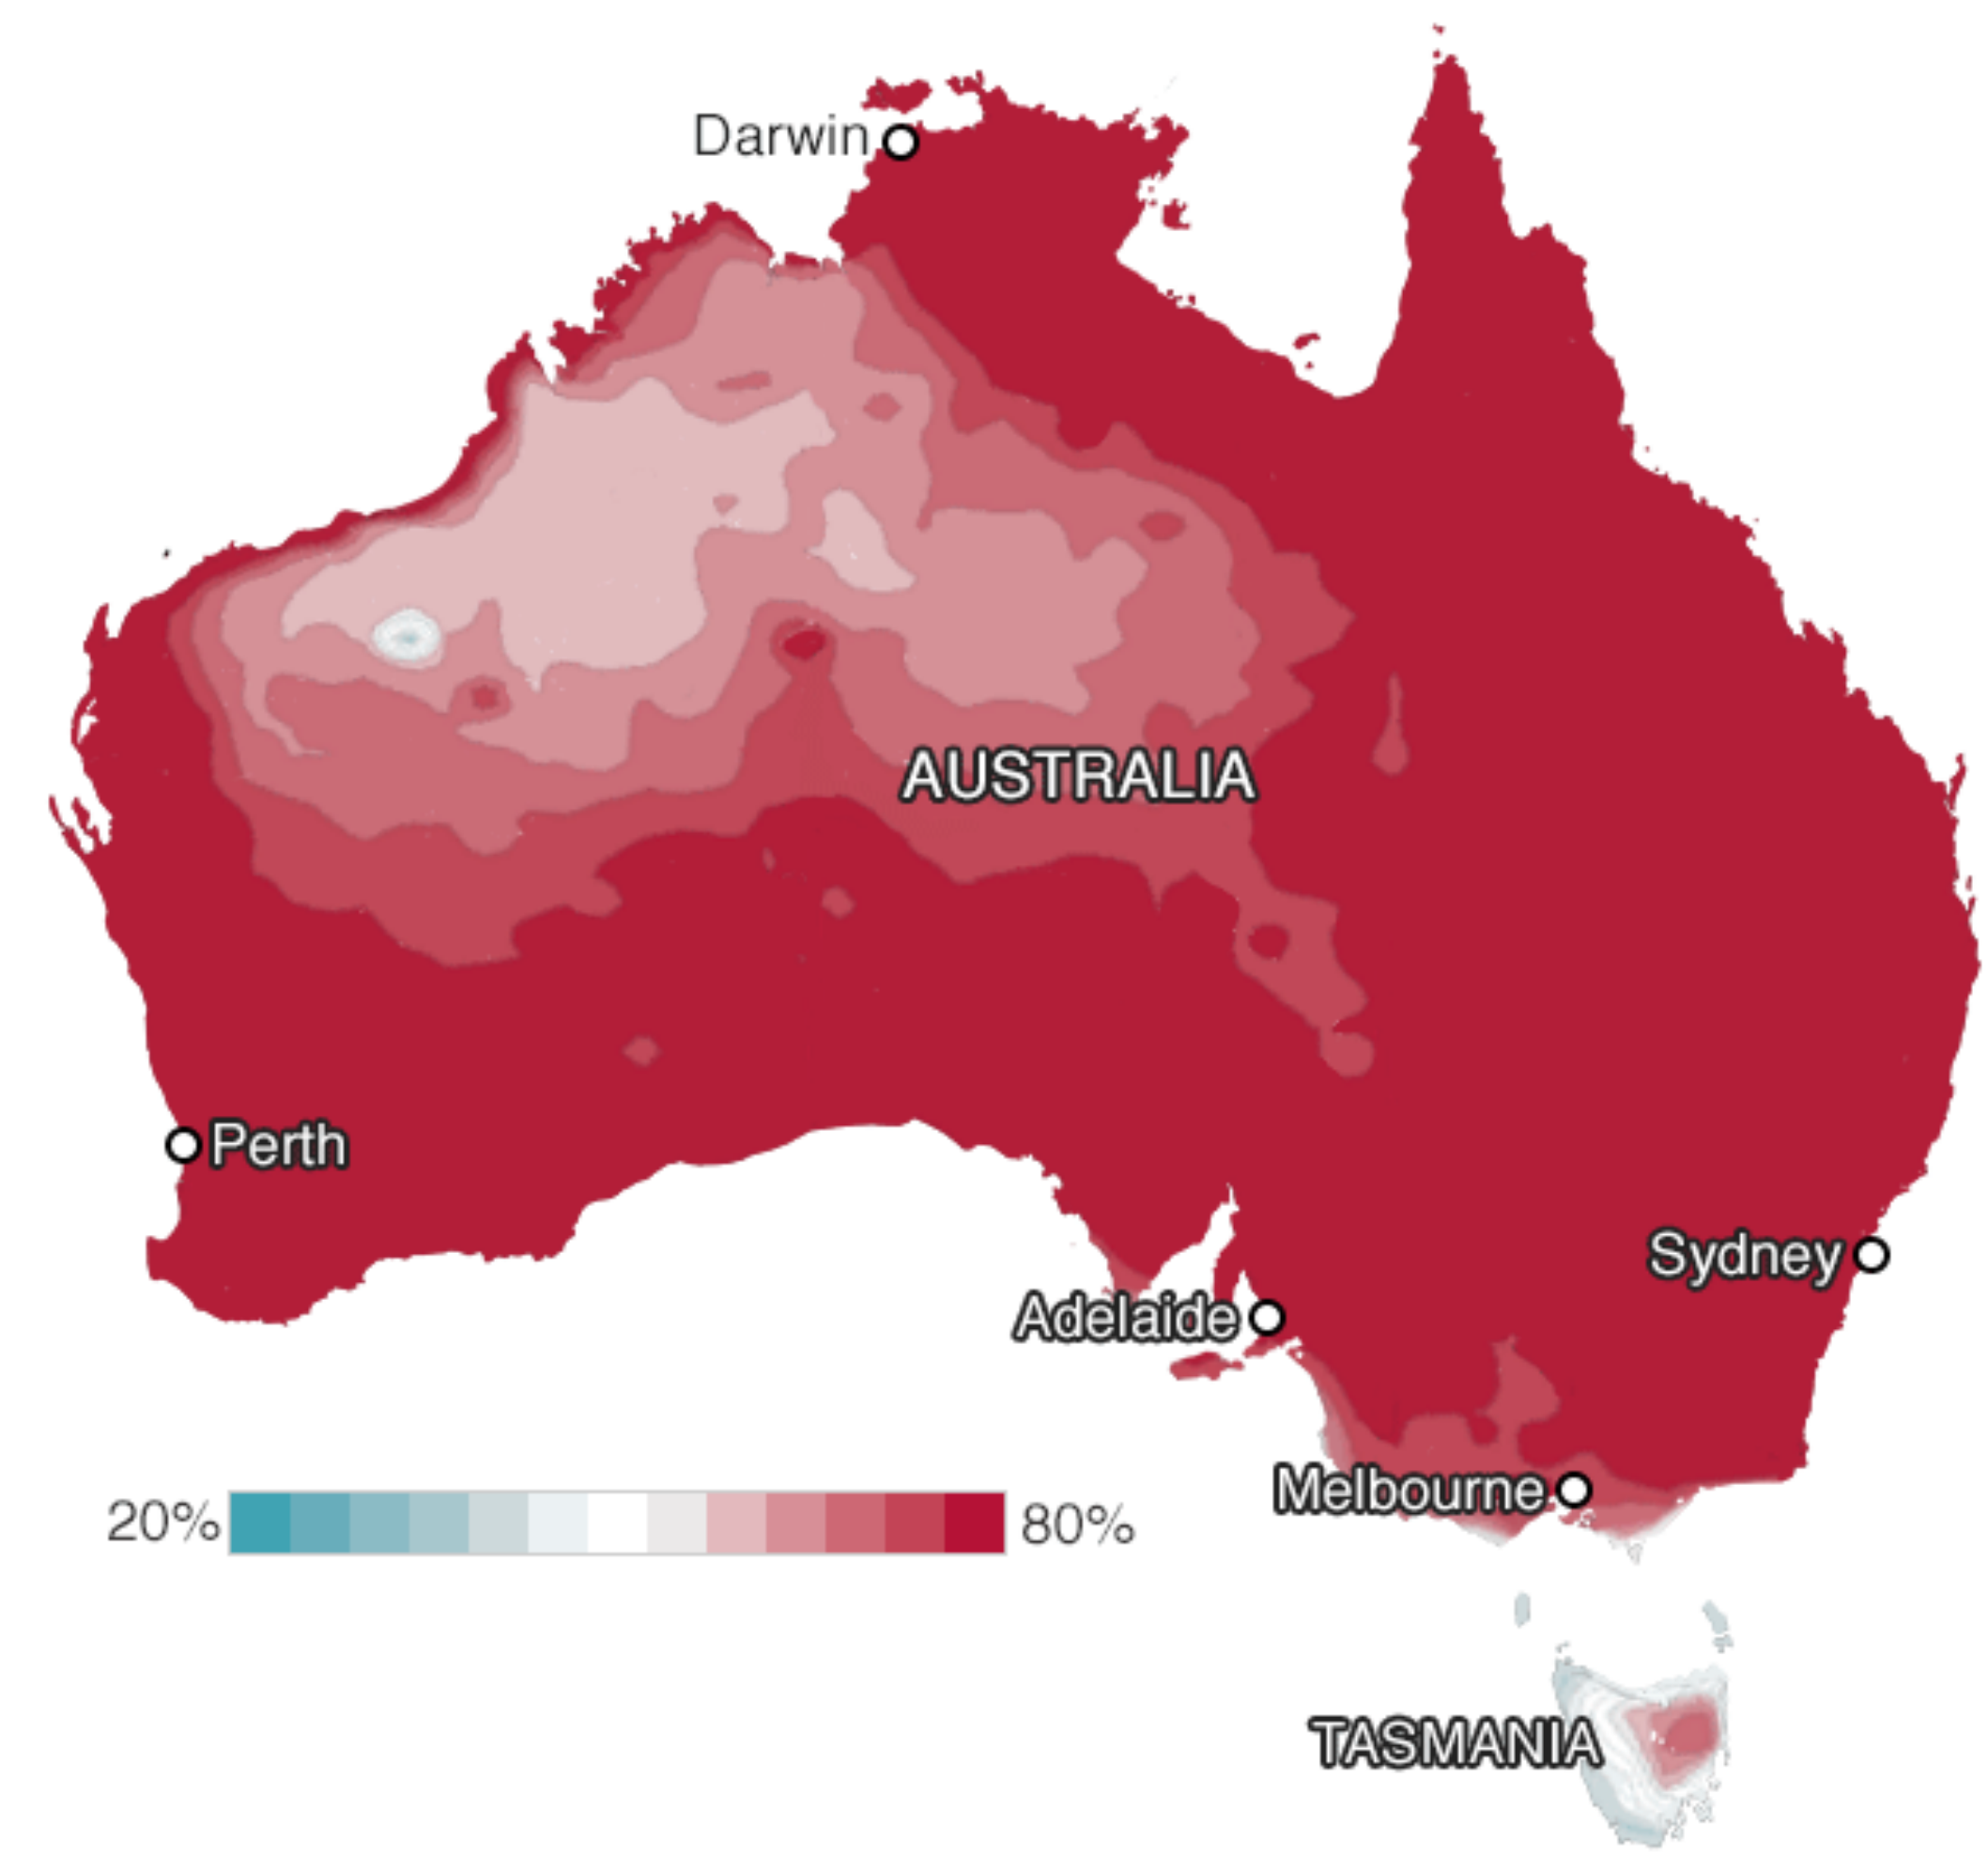 Darwin
AUSTRALIA
Perth
Sydney
Adelaide
Melbourne
20%
80%
TASMANIA